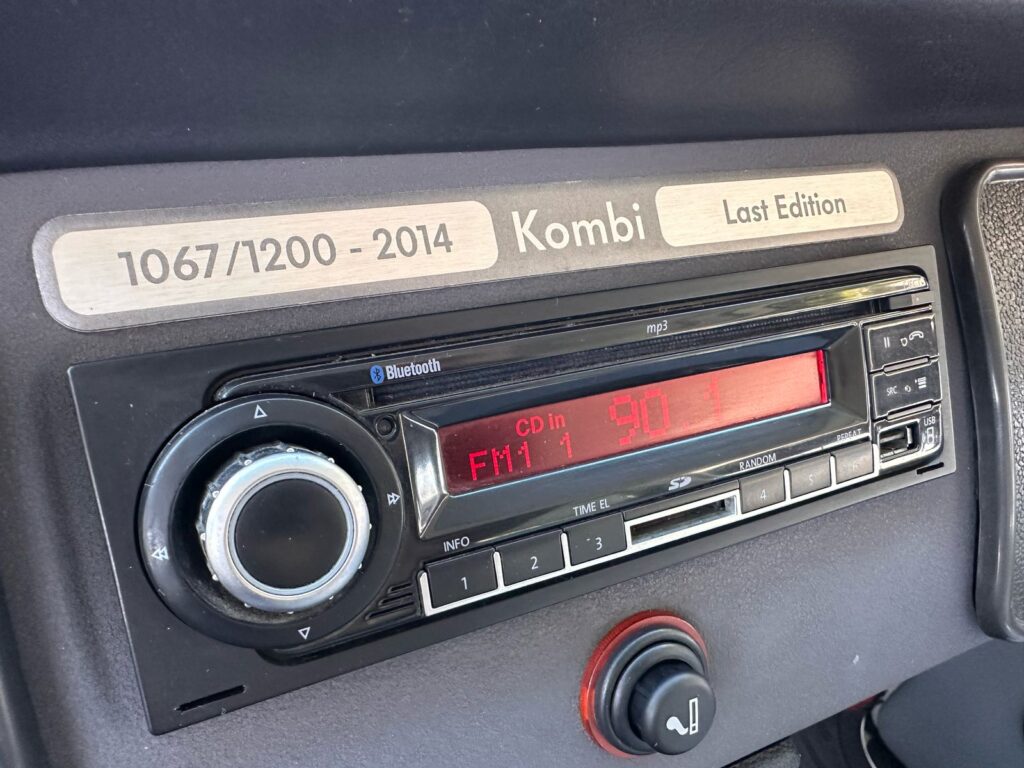 1067/1200 - 2014 Kombi Last Edition
mp3
Bluetooth
CD in 90 1
FM1 1
SRC
USB
REPEAT
RANDOM
SD
TIME EL
INFO
1 2 3 4 5 6